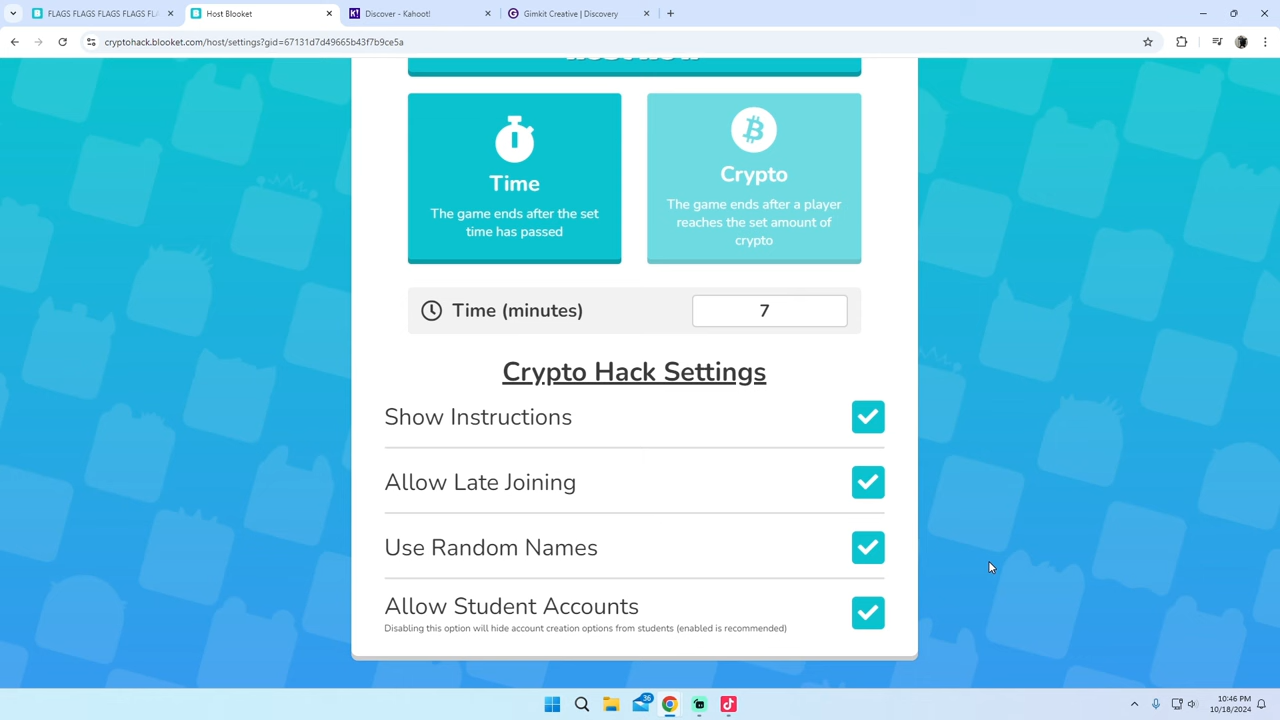 FLAGS FLAGS FLAGS FLAGS FL
Host Blooket
Discover - Kahoot!
Gimkit Creative | Discovery
cryptohack.blooket.com/host/settings?gid=67131d7d49665b43f7b9ce5a
Time
The game ends after the set
time has passed
Crypto
The game ends after a player
reaches the set amount of
crypto
Time (minutes)
7
Crypto Hack Settings
Show Instructions
Allow Late Joining
Use Random Names
Allow Student Accounts
Disabling this option will hide account creation options from students (enabled is recommended)
36
10:46 PM
10/18/2024